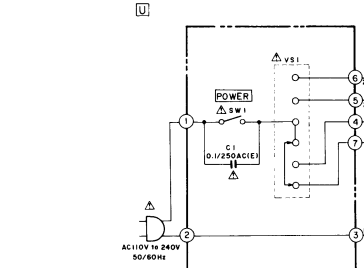 U
VS1
6
POWER
5
SW1
1
4
7
C1
0.1/250AC(E)
2
3
AC110V to 240V
50/60Hz